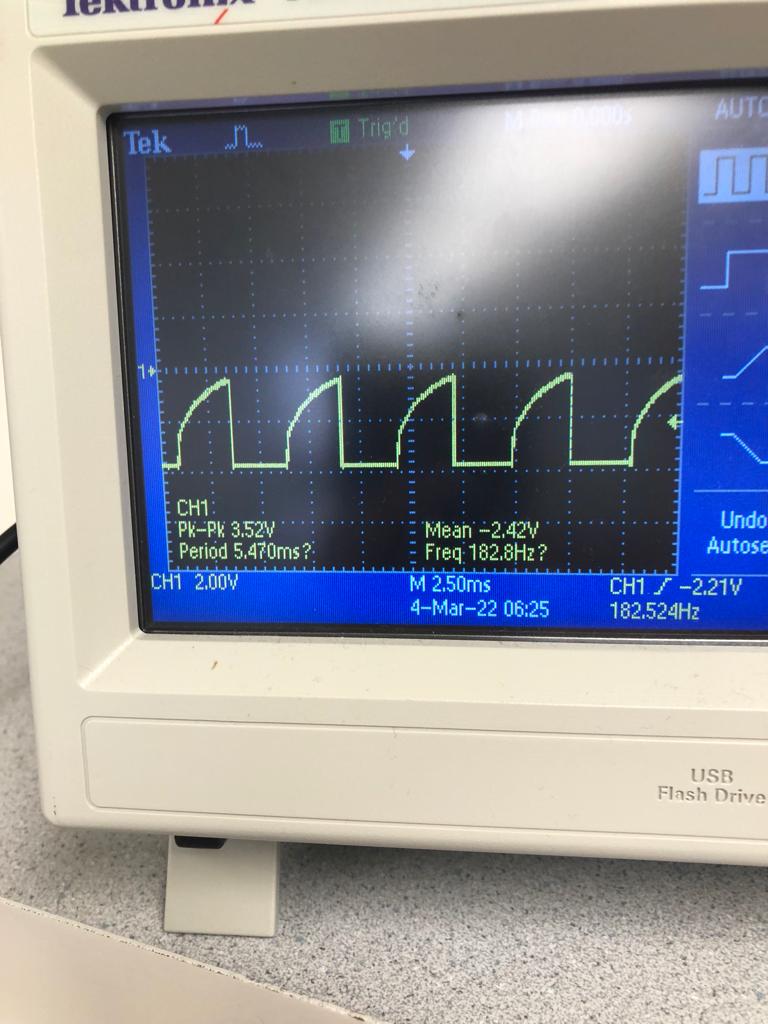 Tektronix
Tek Trig'd M 0.000s AUTO
1
CH1
Pk-Pk 3.52V Mean -2.42V
Period 5.470ms? Freq 182.8Hz?
Undo
Autose
CH1 2.00V M 2.50ms CH1 -2.21V
4-Mar-22 06:25 182.524Hz
USB
Flash Drive